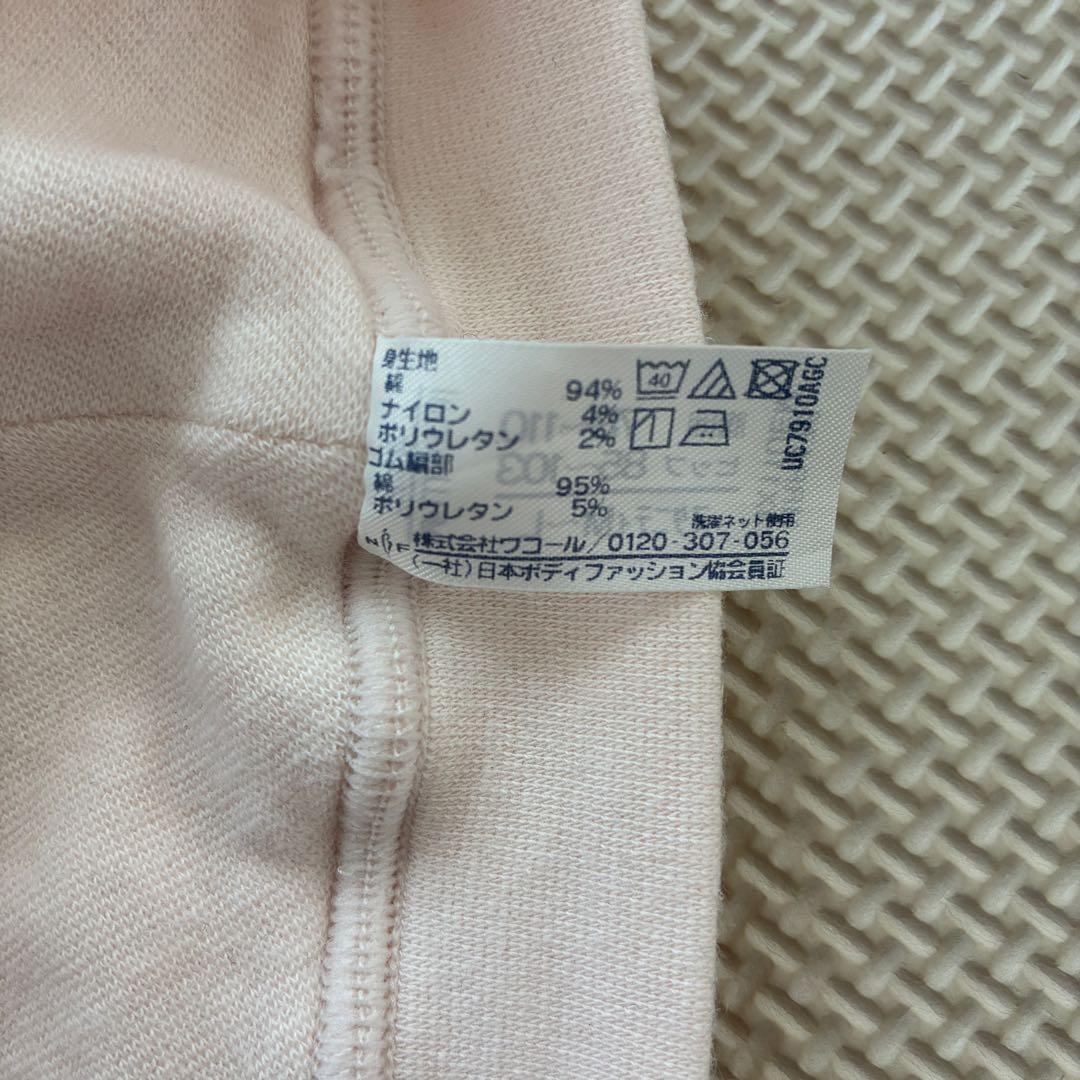 身生地
綿 94%
ナイロン 4%
ポリウレタン 2%
ゴム編部
綿 95%
ポリウレタン 5%
40
UC7910AGC
洗濯ネット使用
株式会社ワコール/0120-307-056
(一社)日本ボディファッション協会員証
NBF